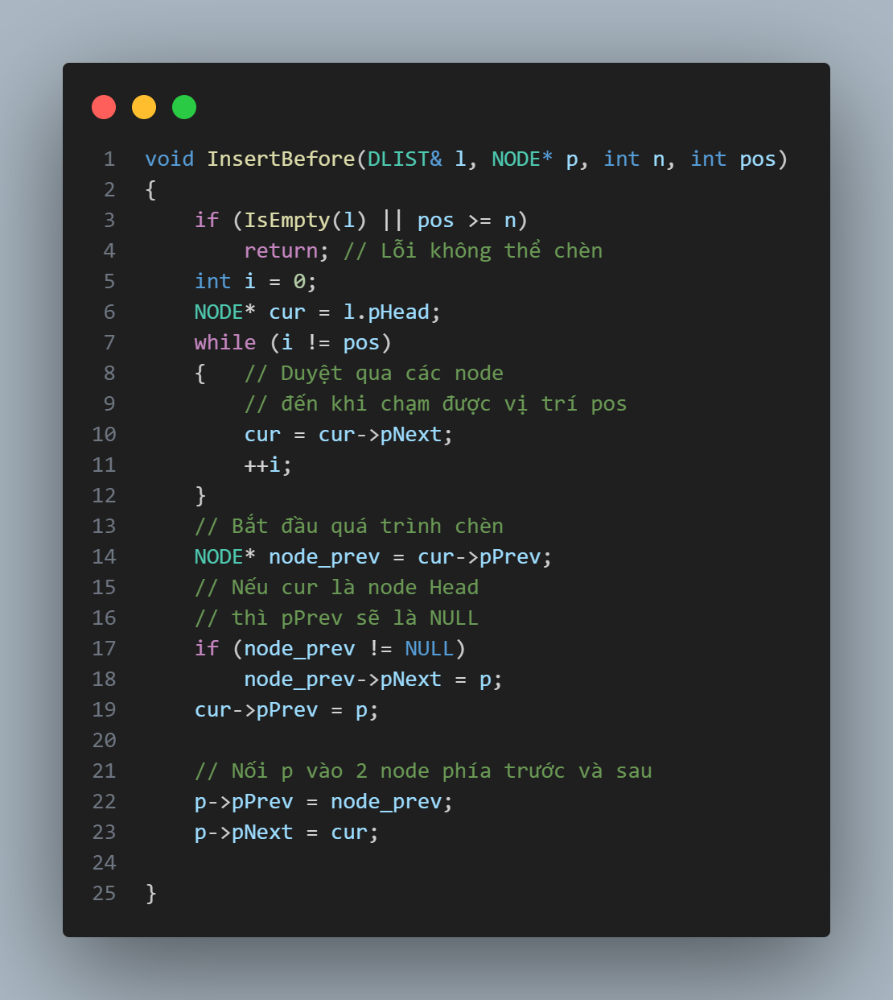 1 void InsertBefore(DLIST& l, NODE* p, int n, int pos)
2 {
3     if (IsEmpty(l) || pos >= n)
4         return; // Lỗi không thể chèn
5     int i = 0;
6     NODE* cur = l.pHead;
7     while (i != pos)
8     {   // Duyệt qua các node
9         // đến khi chạm được vị trí pos
10         cur = cur->pNext;
11         ++i;
12     }
13     // Bắt đầu quá trình chèn
14     NODE* node_prev = cur->pPrev;
15     // Nếu cur là node Head
16     // thì pPrev sẽ là NULL
17     if (node_prev != NULL)
18         node_prev->pNext = p;
19     cur->pPrev = p;
20
21     // Nối p vào 2 node phía trước và sau
22     p->pPrev = node_prev;
23     p->pNext = cur;
24
25 }